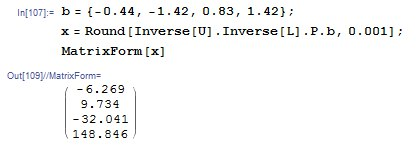 In[107]:= b = {-0.44, -1.42, 0.83, 1.42};
x = Round[Inverse[U].Inverse[L].P.b, 0.001];
MatrixForm[x]
Out[109]//MatrixForm=
-6.269
9.734
-32.041
148.846